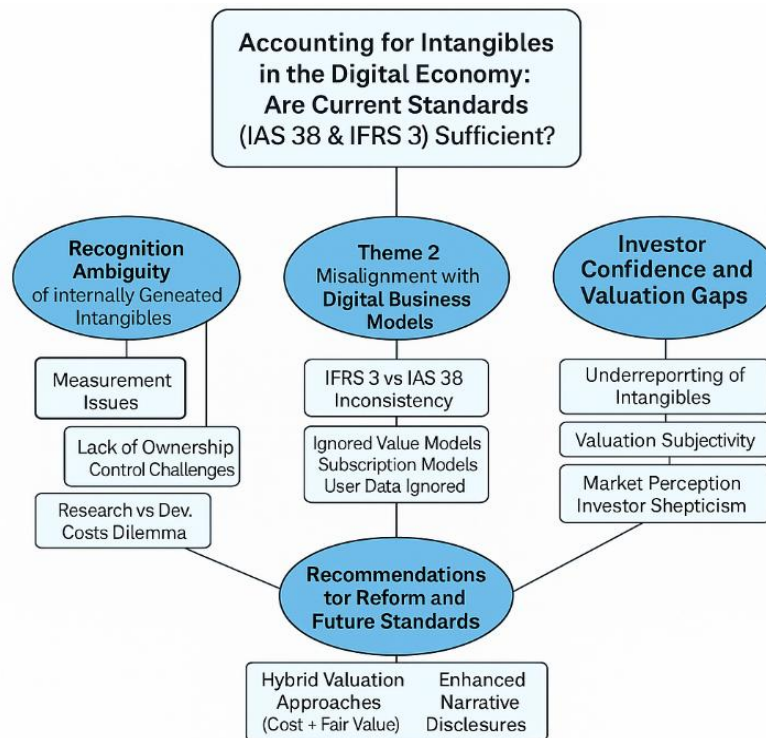 Accounting for Intangibles
in the Digital Economy:
Are Current Standards
(IAS 38 & IFRS 3) Sufficient?
Recognition
Ambiguity
of internally Geneated
Intangibles
Measurement
Issues
Lack of Ownership
Control Challenges
Research vs Dev.
Costs Dilemma
Theme 2
Misalignment with
Digital Business
Models
IFRS 3 vs IAS 38
Inconsistency
Ignored Value Models
Subscription Models
User Data Ignored
Investor
Confidence and
Valuation Gaps
Underreporrting of
Intangibles
Valuation Subjectivity
Market Perception
Investor Shepticism
Recommendations
tor Reform and
Future Standards
Hybrid Valuation
Approaches
(Cost + Fair Value)
Enhanced
Narrative
Disclesures